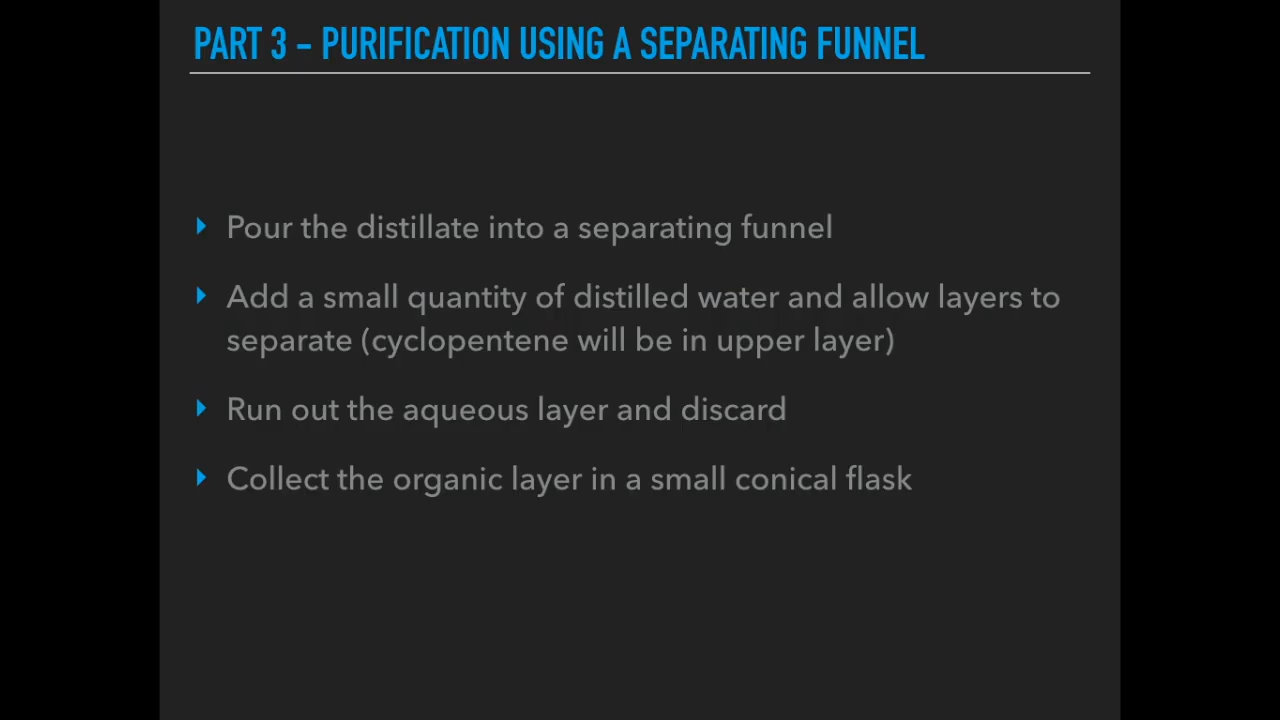 PART 3 – PURIFICATION USING A SEPARATING FUNNEL
Pour the distillate into a separating funnel
Add a small quantity of distilled water and allow layers to
separate (cyclopentene will be in upper layer)
Run out the aqueous layer and discard
Collect the organic layer in a small conical flask